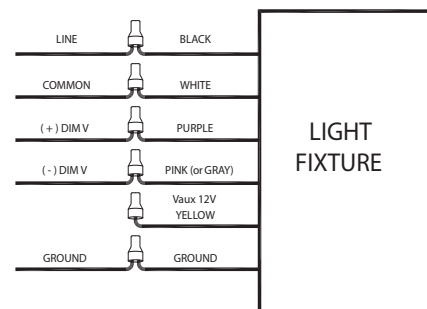 LINE BLACK
COMMON WHITE
( + ) DIM V PURPLE
( - ) DIM V PINK (or GRAY)
Vaux 12V
YELLOW
GROUND GROUND
LIGHT
FIXTURE